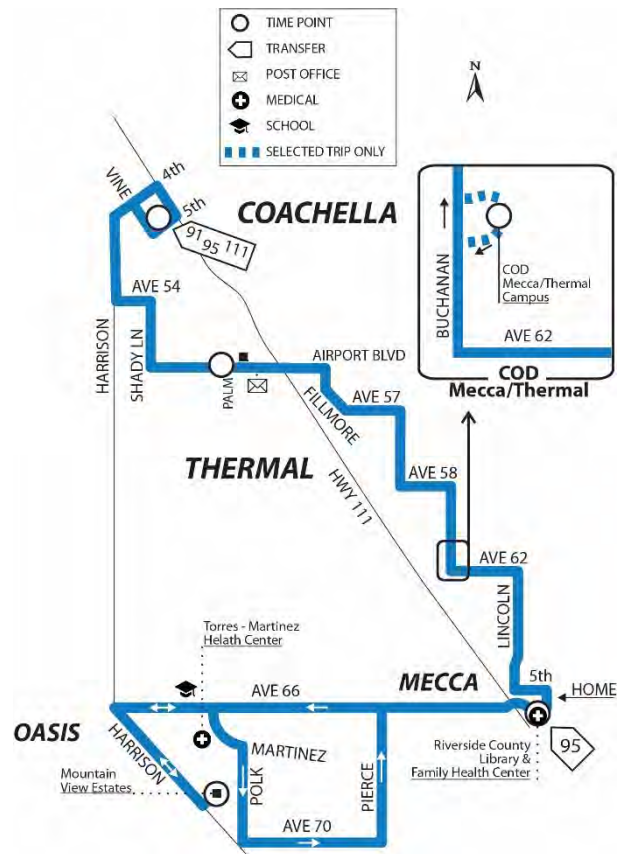 TIME POINT
TRANSFER
POST OFFICE
MEDICAL
SCHOOL
SELECTED TRIP ONLY
N
4th
VINE
5th
COACHELLA
91
95
111
AVE 54
HARRISON
SHADY LN
PALM
AIRPORT BLVD
FILLMORE
AVE 57
BUCHANAN
COD
Mecca/Thermal
Campus
AVE 62
COD
Mecca/Thermal
THERMAL
HWY 111
AVE 58
AVE 62
LINCOLN
Torres - Martinez
Helath Center
MECCA
5th
HOME
AVE 66
OASIS
HARRISON
MARTINEZ
95
Riverside County
Library &
Family Health Center
Mountain
View Estates
POLK
PIERCE
AVE 70